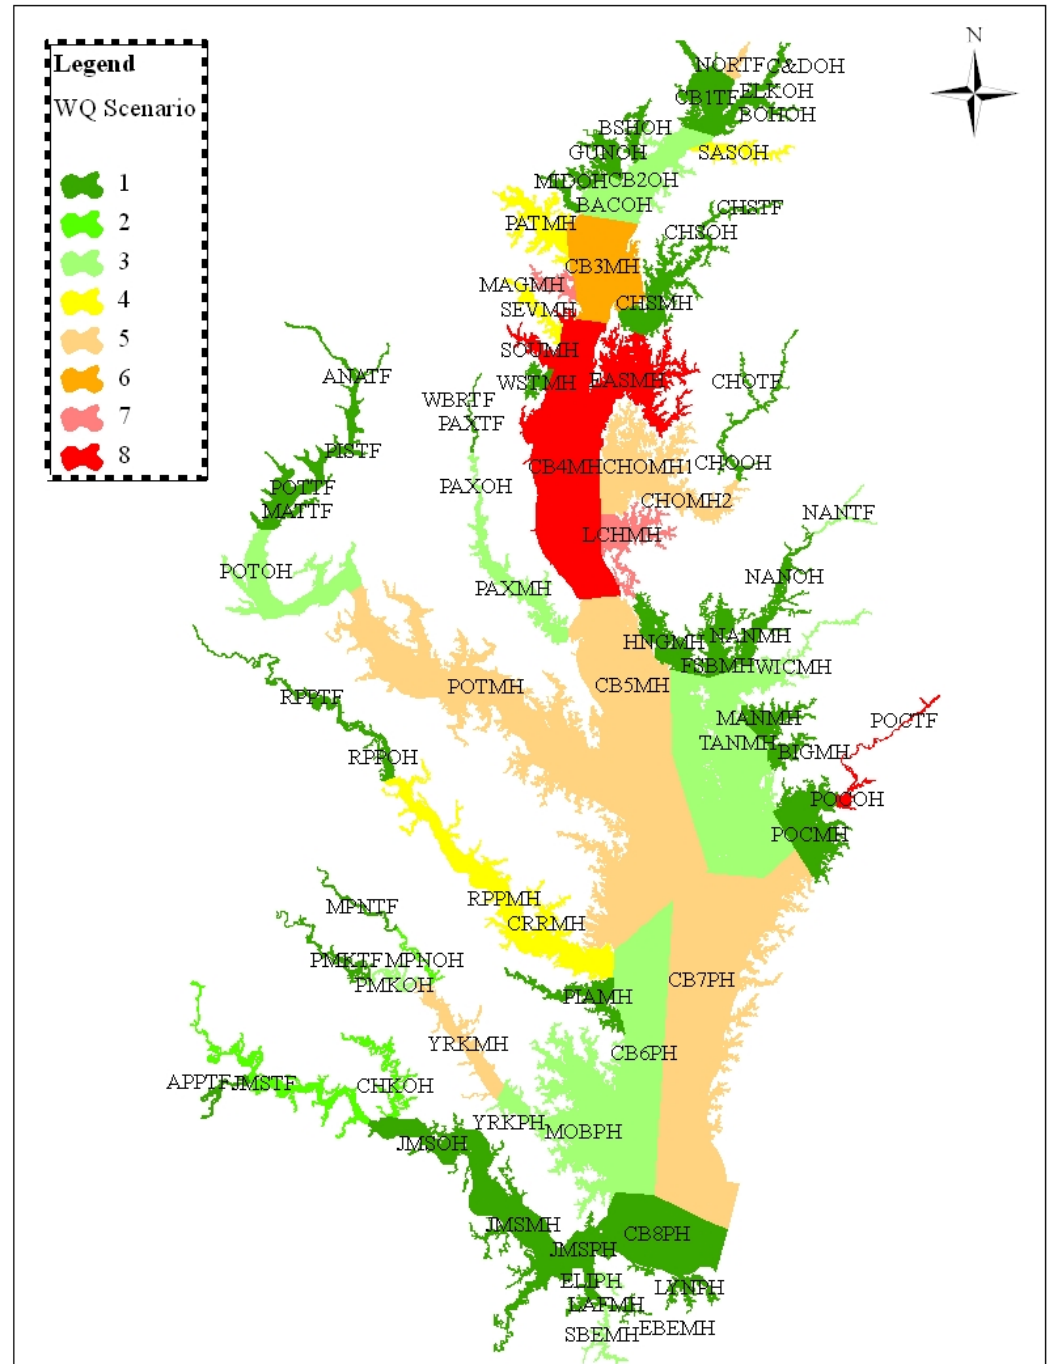 Legend
WQ Scenario
1
2
3
4
5
6
7
8
N
NORTF
C&DOH
CB1TF
ELKOH
BOHOH
BSHOH
GUNOH
SASOH
MIDOH
CB2OH
BACOH
CHSTF
PATMH
CHSOH
CB3MH
MAGMH
SEVMH
CHSMH
SOUMH
WSTMH
EASMH
ANATF
CHOTF
WBRTF
PAXTF
PISTF
CB4MH
CHOMH1
CHOOH
POTTF
PAXOH
CHOMH2
MATTF
NANTF
LCHMH
POTOH
NANOH
PAXMH
HNGMH
NANMH
FSBMH
WICMH
POTMH
CB5MH
RPPTF
MANMH
POCTF
TANMH
BIGMH
RPPOH
POCOH
POCMH
RPPMH
MPNTF
CRRMH
PMKTF
MPNOH
PMKOH
CB7PH
PIAMH
YRKMH
CB6PH
APPTF
JMSTF
CHKOH
YRKPH
MOBPH
JMSOH
JMSMH
CB8PH
JMSPH
ELIPH
LYNPH
LAFMH
SBEMH
EBEMH